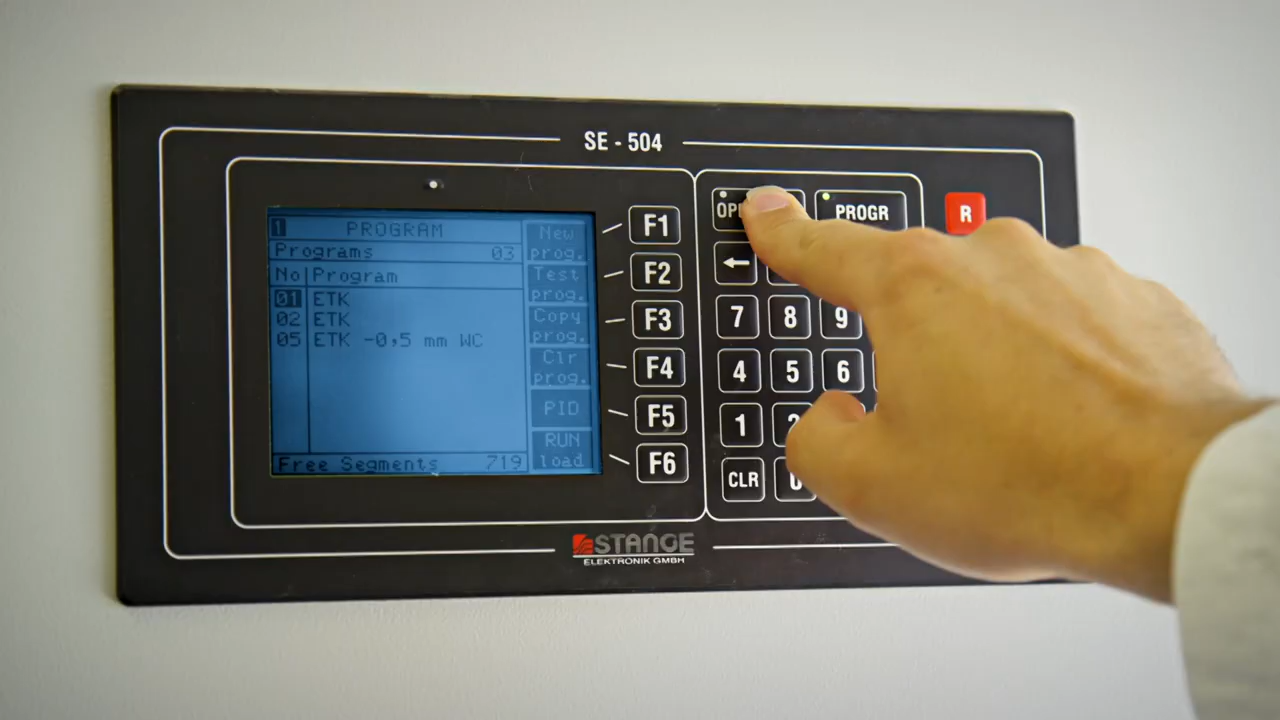 SE - 504
1 PROGRAM
Programs 03
No Program
01 ETK
02 ETK
05 ETK -0,5 mm WC
Free Segments 719
New
prog.
Test
prog.
Copy
prog.
Clr
prog.
PID
RUN
load
F1
F2
F3
F4
F5
F6
PROGR
R
←
7 8 9
4 5 6
1
CLR
STANGE
ELEKTRONIK GMBH